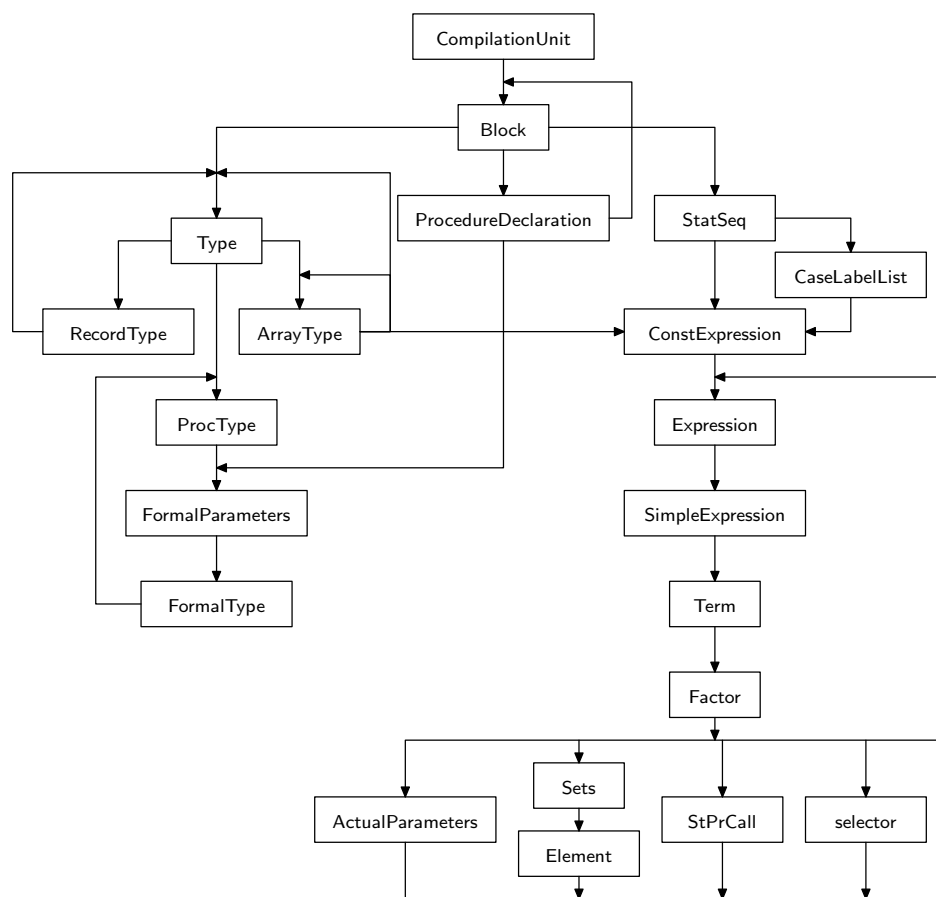 CompilationUnit
Block
ProcedureDeclaration
StatSeq
Type
CaseLabelList
RecordType
ArrayType
ConstExpression
ProcType
Expression
FormalParameters
SimpleExpression
FormalType
Term
Factor
Sets
ActualParameters
StPrCall
selector
Element